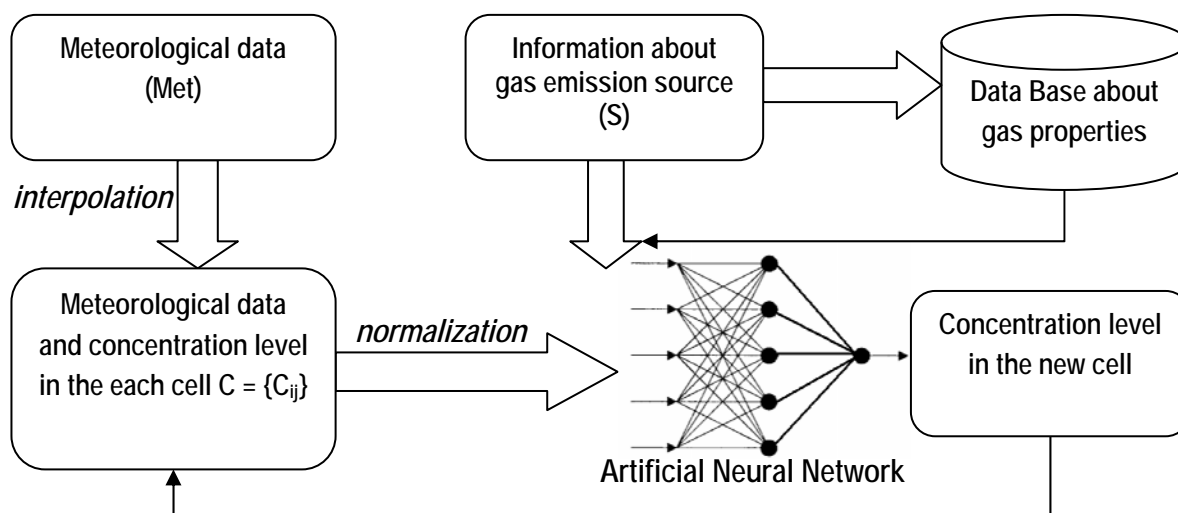 Meteorological data
(Met)
Information about
gas emission source
(S)
Data Base about
gas properties
interpolation
Meteorological data
and concentration level
in the each cell C = {Cij}
normalization
Artificial Neural Network
Concentration level
in the new cell